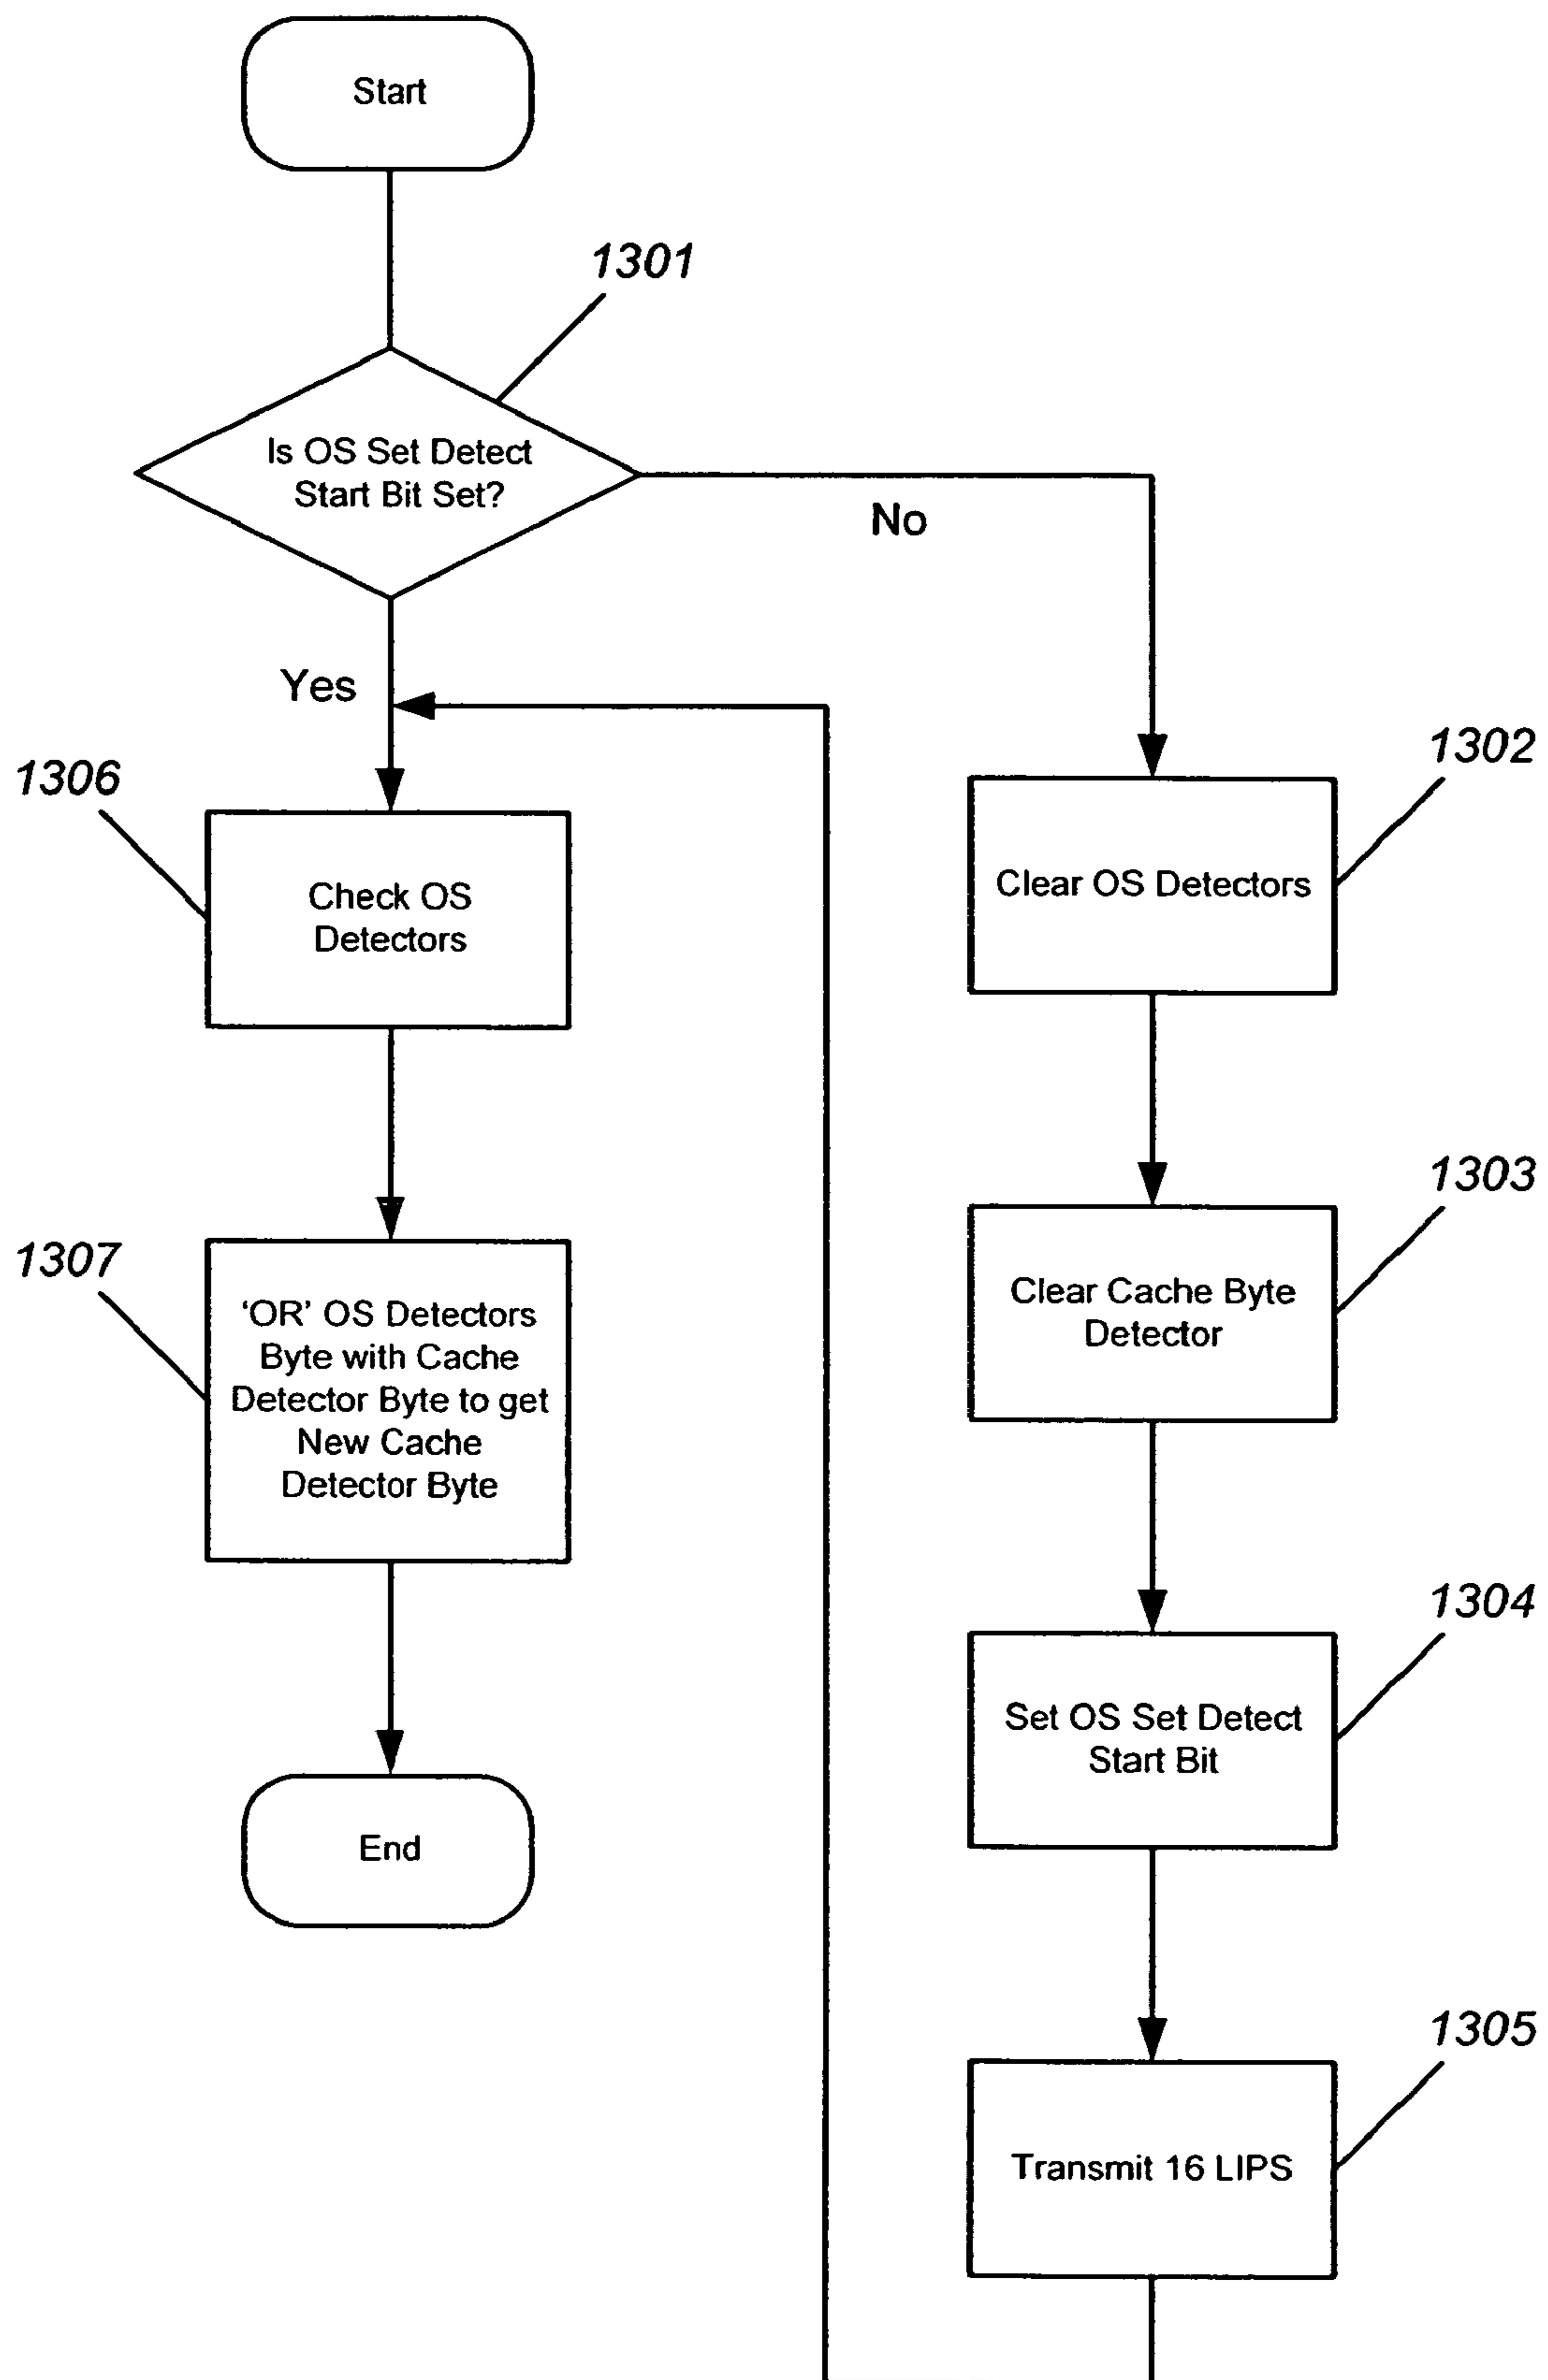 Start
1301
Is OS Set Detect
Start Bit Set?
No
Yes
1306
Check OS
Detectors
1307
‘OR’ OS Detectors
Byte with Cache
Detector Byte to get
New Cache
Detector Byte
End
1302
Clear OS Detectors
1303
Clear Cache Byte
Detector
1304
Set OS Set Detect
Start Bit
1305
Transmit 16 LIPS